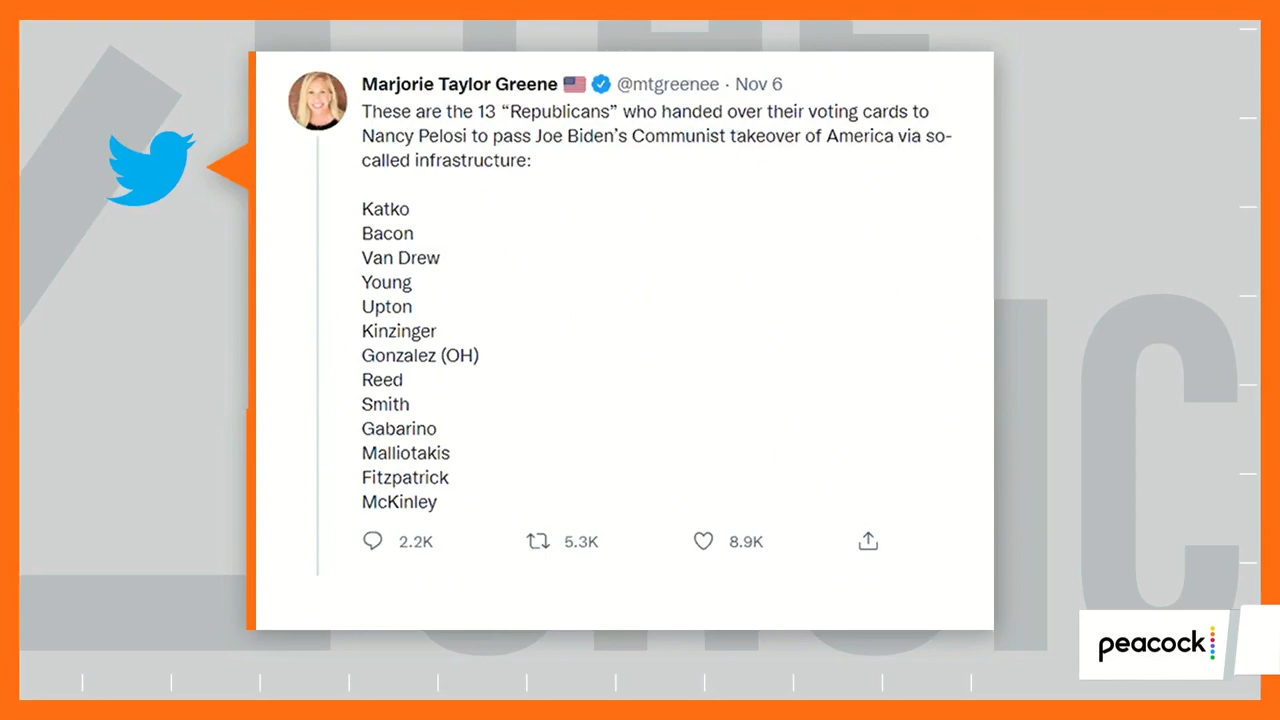 Marjorie Taylor Greene 🇺🇸 @mtgreenee · Nov 6
These are the 13 “Republicans” who handed over their voting cards to
Nancy Pelosi to pass Joe Biden’s Communist takeover of America via so-
called infrastructure:
Katko
Bacon
Van Drew
Young
Upton
Kinzinger
Gonzalez (OH)
Reed
Smith
Gabarino
Malliotakis
Fitzpatrick
McKinley
2.2K 5.3K 8.9K
peacock